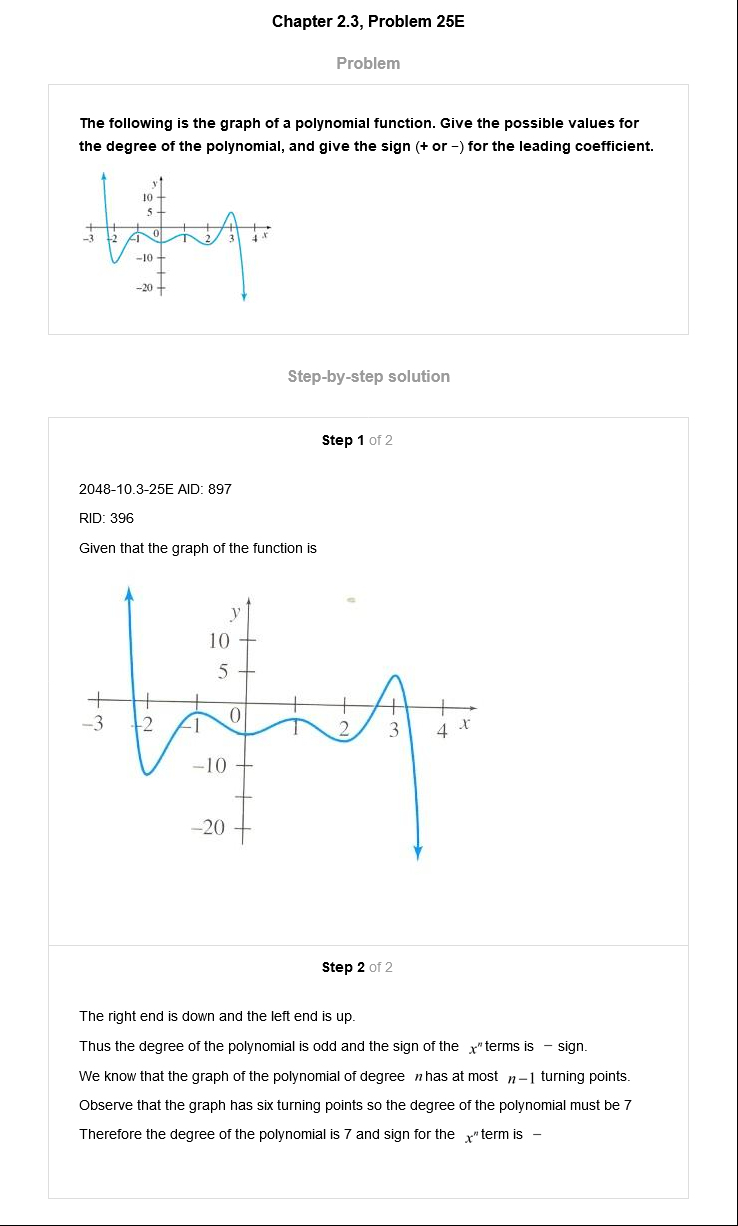 Chapter 2.3, Problem 25E
Problem
The following is the graph of a polynomial function. Give the possible values for
the degree of the polynomial, and give the sign (+ or −) for the leading coefficient.
y
10
5
−3 −2 −1 0 1 2 3 4 x
−10
−20
Step-by-step solution
Step 1 of 2
2048-10.3-25E AID: 897
RID: 396
Given that the graph of the function is
y
10
5
−3 −2 −1 0 1 2 3 4 x
−10
−20
Step 2 of 2
The right end is down and the left end is up.
Thus the degree of the polynomial is odd and the sign of the xⁿ terms is − sign.
We know that the graph of the polynomial of degree n has at most n−1 turning points.
Observe that the graph has six turning points so the degree of the polynomial must be 7
Therefore the degree of the polynomial is 7 and sign for the xⁿ term is −